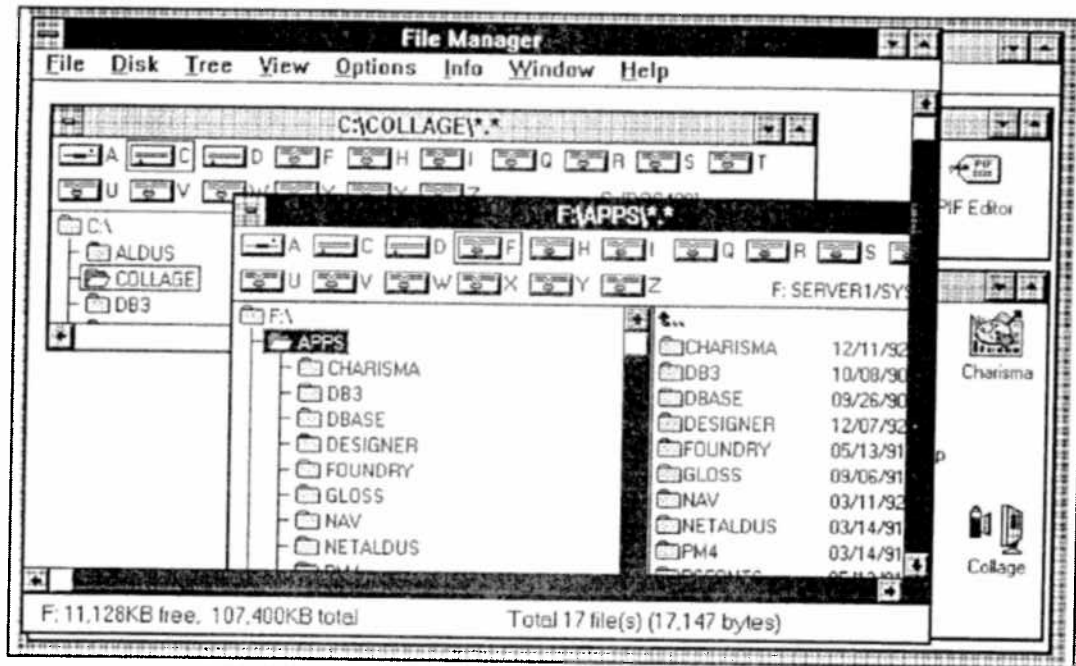 File Manager
File Disk Tree View Options Info Window Help
C:\COLLAGE\*.*
A C D F H I Q R S T
U V W X Y Z
C:\
ALDUS
COLLAGE
DB3
F:\APPS\*.*
A C D F H I Q R S
U V W X Y Z F: SERVER1/SYS
F:\
APPS
CHARISMA
DB3
DBASE
DESIGNER
FOUNDRY
GLOSS
NAV
NETALDUS
PM4
..
CHARISMA 12/11/92
DB3 10/08/90
DBASE 09/26/90
DESIGNER 12/07/92
FOUNDRY 05/13/91
GLOSS 09/06/91
NAV 03/11/92
NETALDUS 03/14/91
PM4 03/14/91
F: 11,128KB free, 107,400KB total Total 17 file(s) (17,147 bytes)
PIF Editor
Charisma
p
Collage